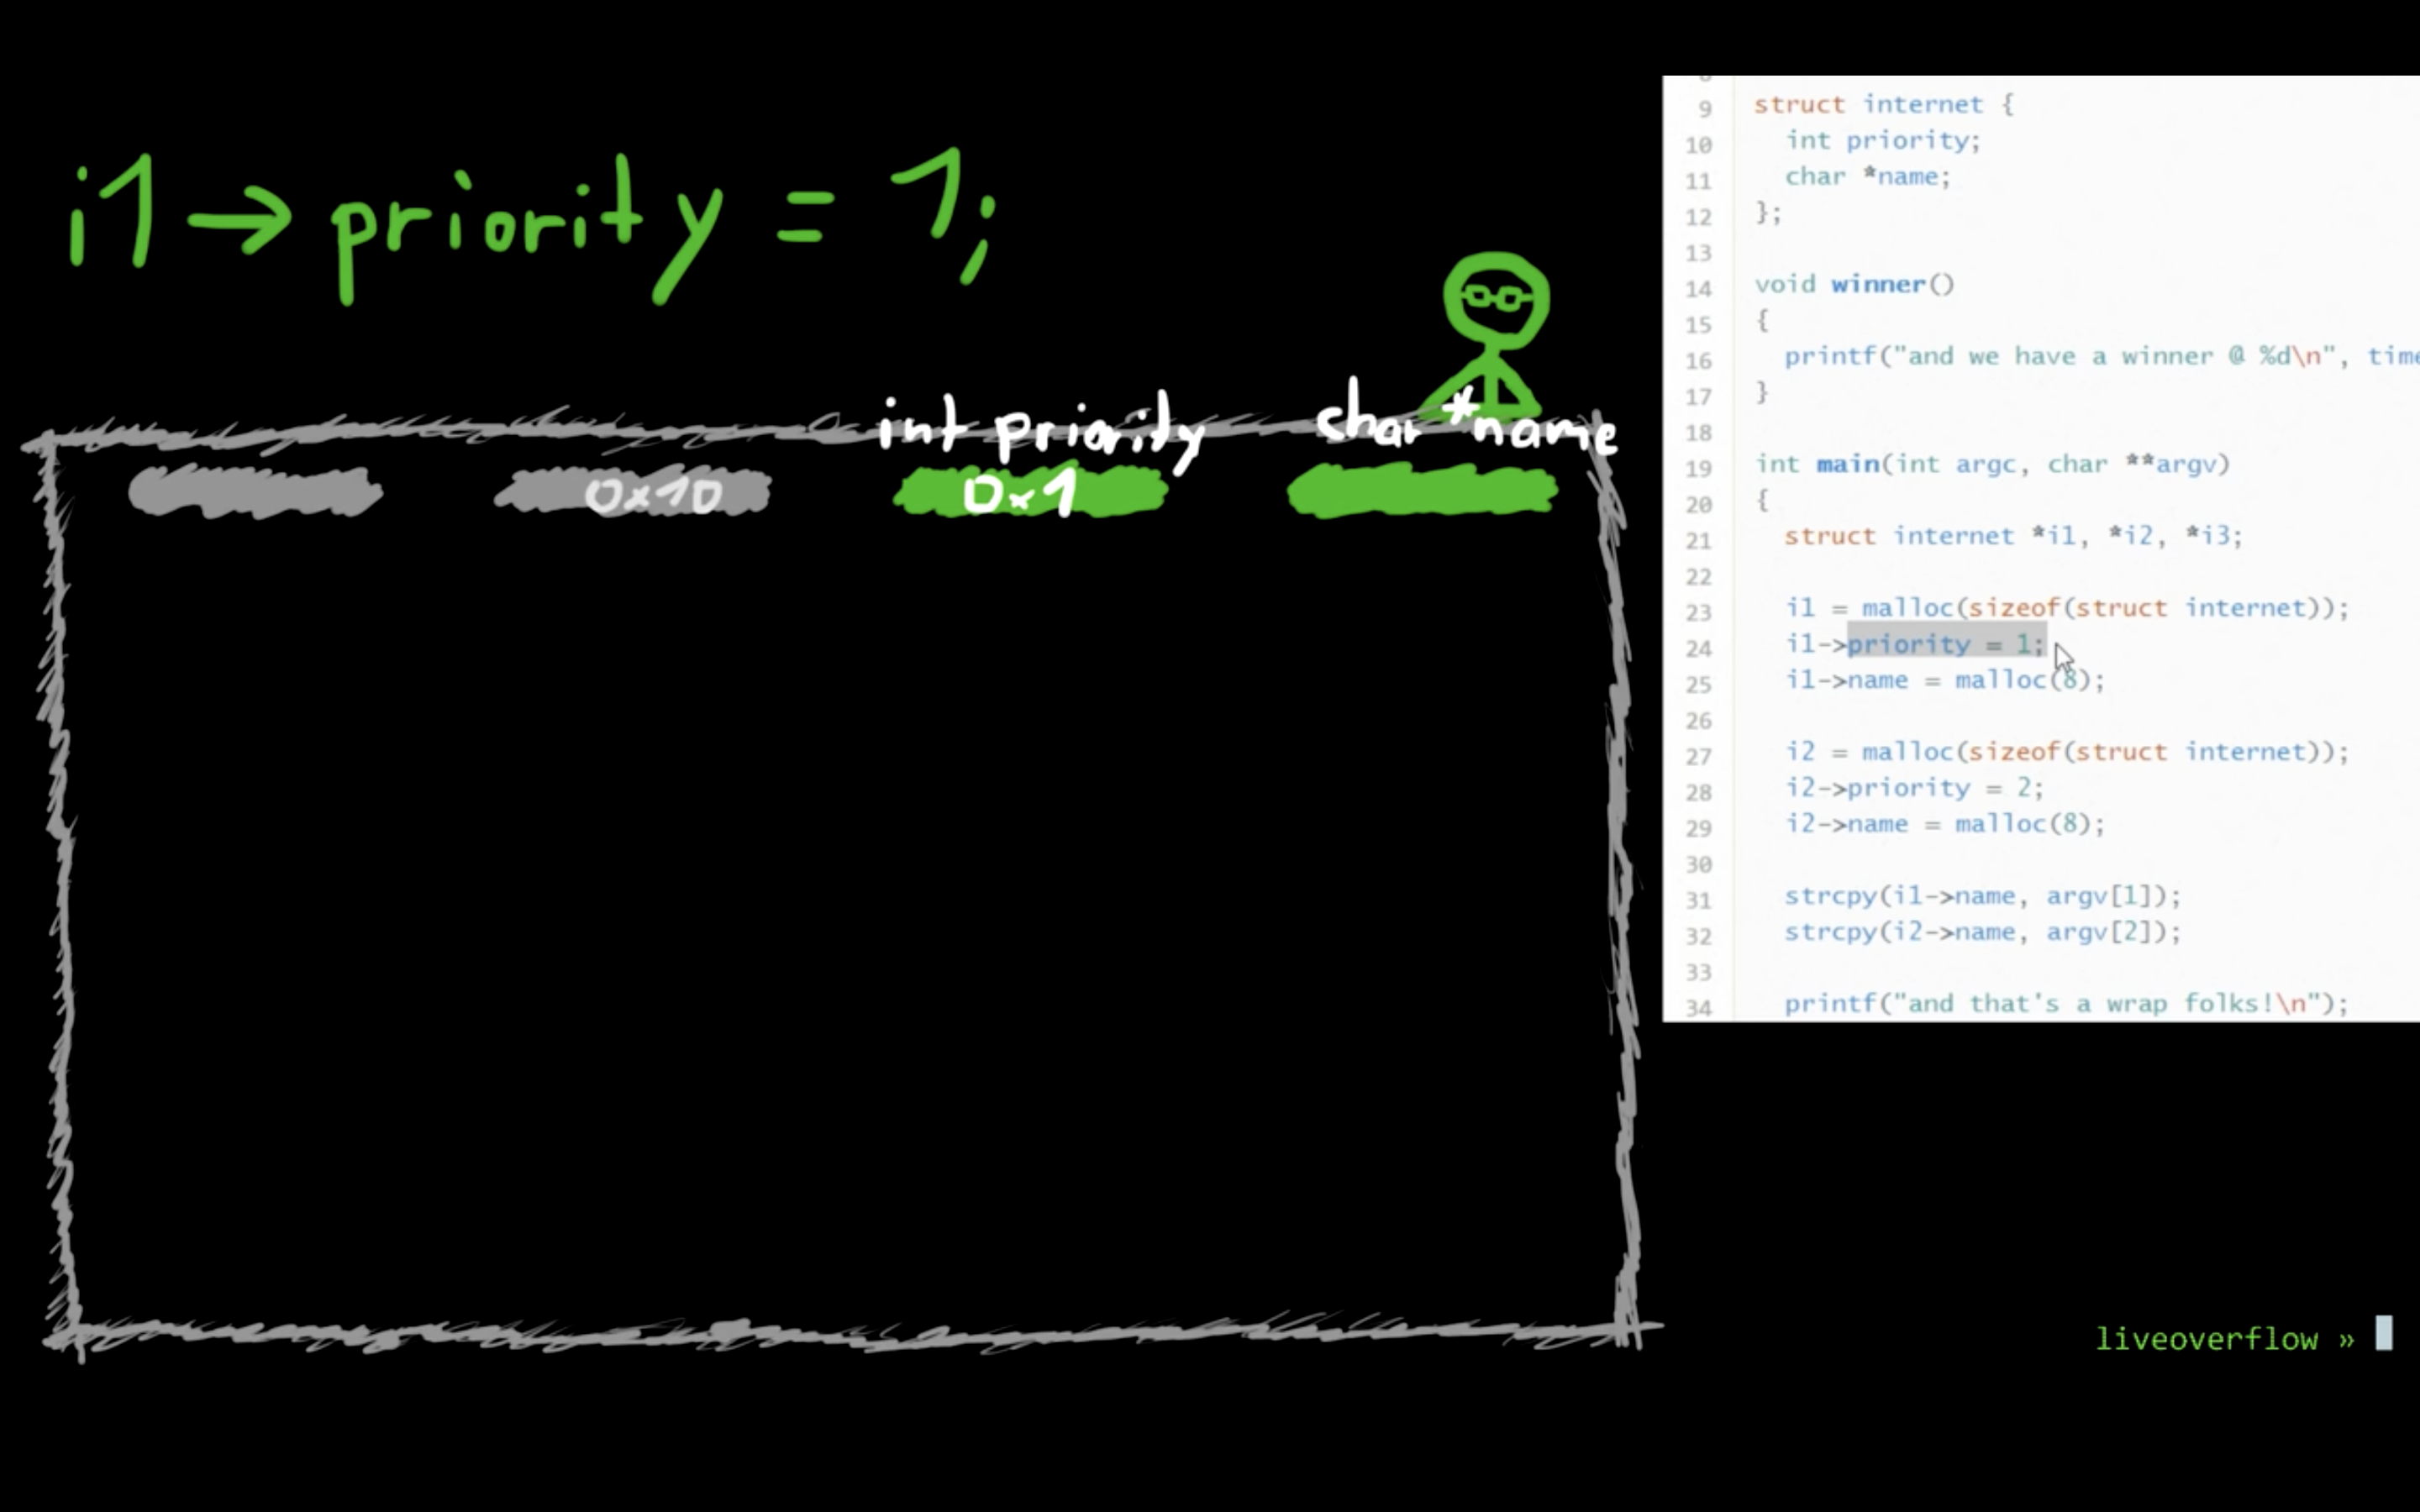 i1→priority = 1;
int priority char *name
0x10 0x1
9 struct internet {
10 int priority;
11 char *name;
12 };
13
14 void winner()
15 {
16 printf("and we have a winner @ %d\n", time
17 }
18
19 int main(int argc, char **argv)
20 {
21 struct internet *i1, *i2, *i3;
22
23 i1 = malloc(sizeof(struct internet));
24 i1->priority = 1;
25 i1->name = malloc(8);
26
27 i2 = malloc(sizeof(struct internet));
28 i2->priority = 2;
29 i2->name = malloc(8);
30
31 strcpy(i1->name, argv[1]);
32 strcpy(i2->name, argv[2]);
33
34 printf("and that's a wrap folks!\n");
liveoverflow »